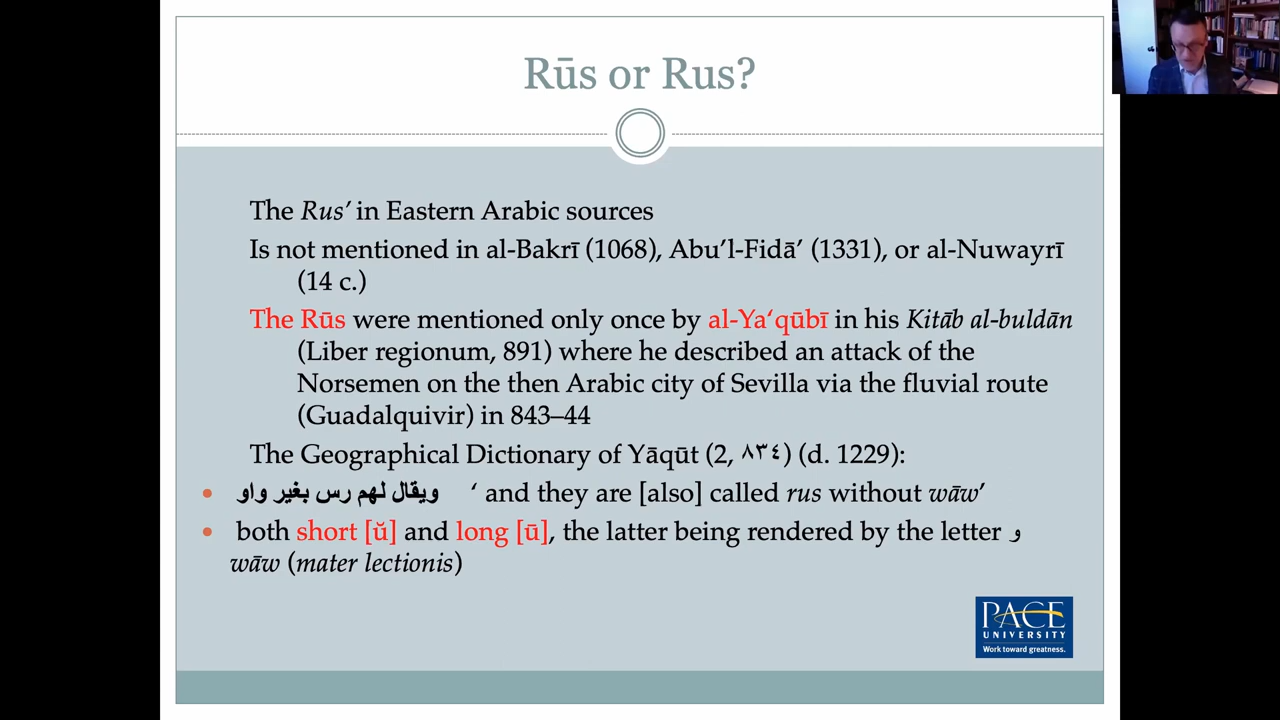 Rūs or Rus?
The Rus’ in Eastern Arabic sources
Is not mentioned in al-Bakrī (1068), Abu’l-Fidā’ (1331), or al-Nuwayrī
(14 c.)
The Rūs were mentioned only once by al-Ya‘qūbī in his Kitāb al-buldān
(Liber regionum, 891) where he described an attack of the
Norsemen on the then Arabic city of Sevilla via the fluvial route
(Guadalquivir) in 843–44
The Geographical Dictionary of Yāqūt (2, ٨٣٤) (d. 1229):
• ويقال لهم رس بغير واو ‘ and they are [also] called rus without wāw’
• both short [ŭ] and long [ū], the latter being rendered by the letter و
wāw (mater lectionis)
PACE
UNIVERSITY
Work toward greatness.